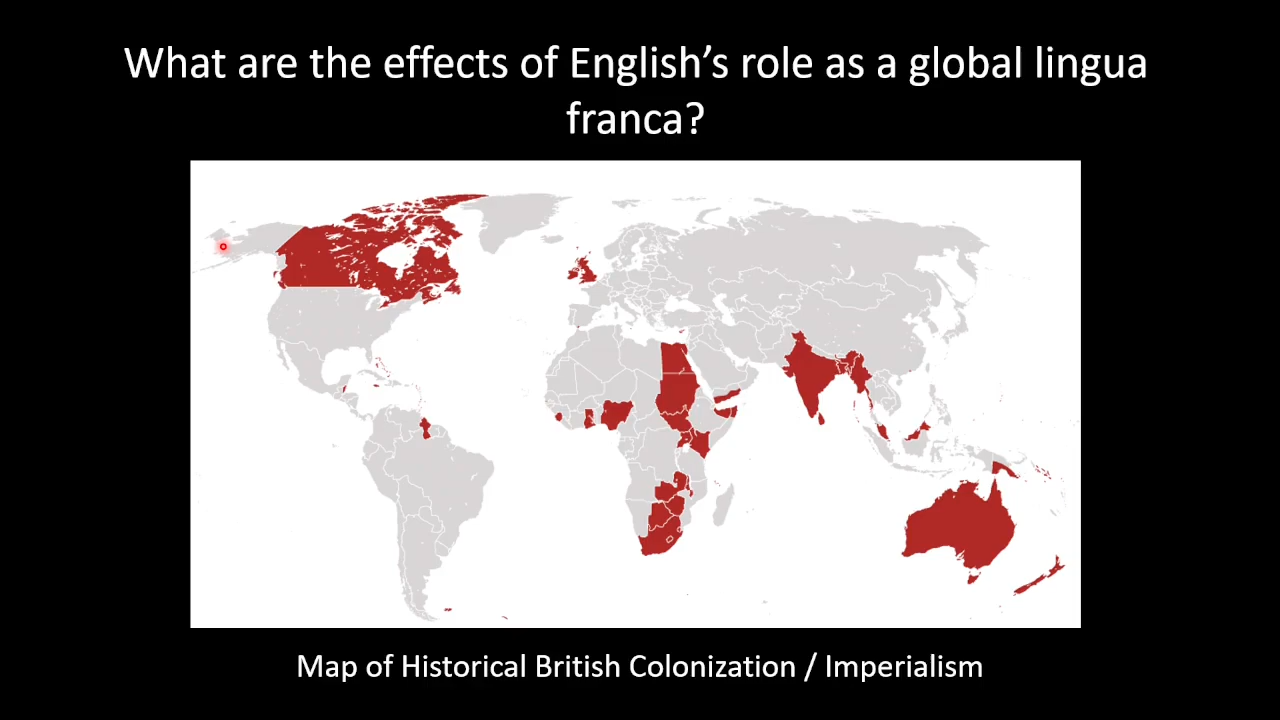 What are the effects of English’s role as a global lingua
franca?
Map of Historical British Colonization / Imperialism